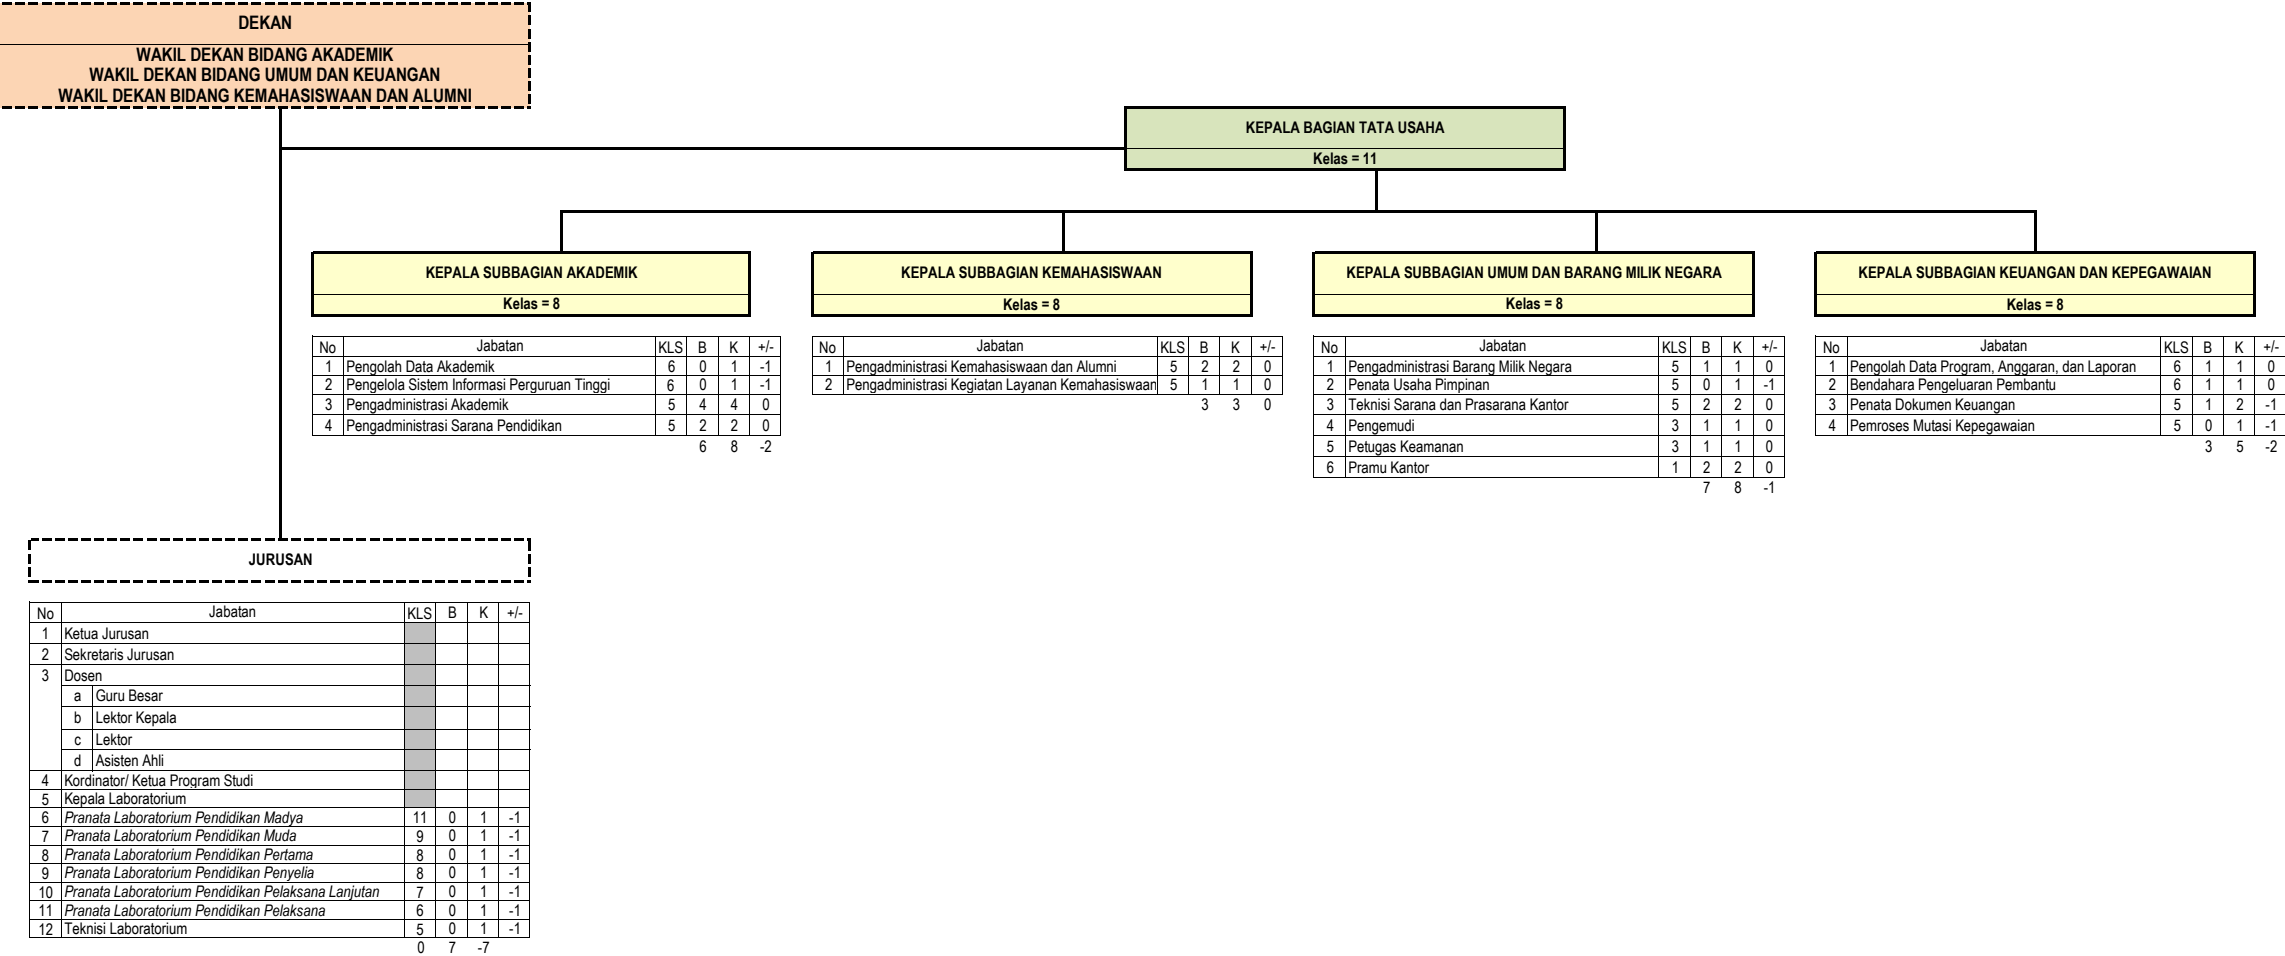 DEKAN
WAKIL DEKAN BIDANG AKADEMIK
WAKIL DEKAN BIDANG UMUM DAN KEUANGAN
WAKIL DEKAN BIDANG KEMAHASISWAAN DAN ALUMNI
KEPALA BAGIAN TATA USAHA
Kelas = 11
KEPALA SUBBAGIAN AKADEMIK
Kelas = 8
No Jabatan KLS B K +/-
1 Pengolah Data Akademik 6 0 1 -1
2 Pengelola Sistem Informasi Perguruan Tinggi 6 0 1 -1
3 Pengadministrasi Akademik 5 4 4 0
4 Pengadministrasi Sarana Pendidikan 5 2 2 0
6 8 -2
KEPALA SUBBAGIAN KEMAHASISWAAN
Kelas = 8
No Jabatan KLS B K +/-
1 Pengadministrasi Kemahasiswaan dan Alumni 5 2 2 0
2 Pengadministrasi Kegiatan Layanan Kemahasiswaan 5 1 1 0
3 3 0
KEPALA SUBBAGIAN UMUM DAN BARANG MILIK NEGARA
Kelas = 8
No Jabatan KLS B K +/-
1 Pengadministrasi Barang Milik Negara 5 1 1 0
2 Penata Usaha Pimpinan 5 0 1 -1
3 Teknisi Sarana dan Prasarana Kantor 5 2 2 0
4 Pengemudi 3 1 1 0
5 Petugas Keamanan 3 1 1 0
6 Pramu Kantor 1 2 2 0
7 8 -1
KEPALA SUBBAGIAN KEUANGAN DAN KEPEGAWAIAN
Kelas = 8
No Jabatan KLS B K +/-
1 Pengolah Data Program, Anggaran, dan Laporan 6 1 1 0
2 Bendahara Pengeluaran Pembantu 6 1 1 0
3 Penata Dokumen Keuangan 5 1 2 -1
4 Pemroses Mutasi Kepegawaian 5 0 1 -1
3 5 -2
JURUSAN
No Jabatan KLS B K +/-
1 Ketua Jurusan
2 Sekretaris Jurusan
3 Dosen
a Guru Besar
b Lektor Kepala
c Lektor
d Asisten Ahli
4 Kordinator/ Ketua Program Studi
5 Kepala Laboratorium
6 Pranata Laboratorium Pendidikan Madya 11 0 1 -1
7 Pranata Laboratorium Pendidikan Muda 9 0 1 -1
8 Pranata Laboratorium Pendidikan Pertama 8 0 1 -1
9 Pranata Laboratorium Pendidikan Penyelia 8 0 1 -1
10 Pranata Laboratorium Pendidikan Pelaksana Lanjutan 7 0 1 -1
11 Pranata Laboratorium Pendidikan Pelaksana 6 0 1 -1
12 Teknisi Laboratorium 5 0 1 -1
0 7 -7